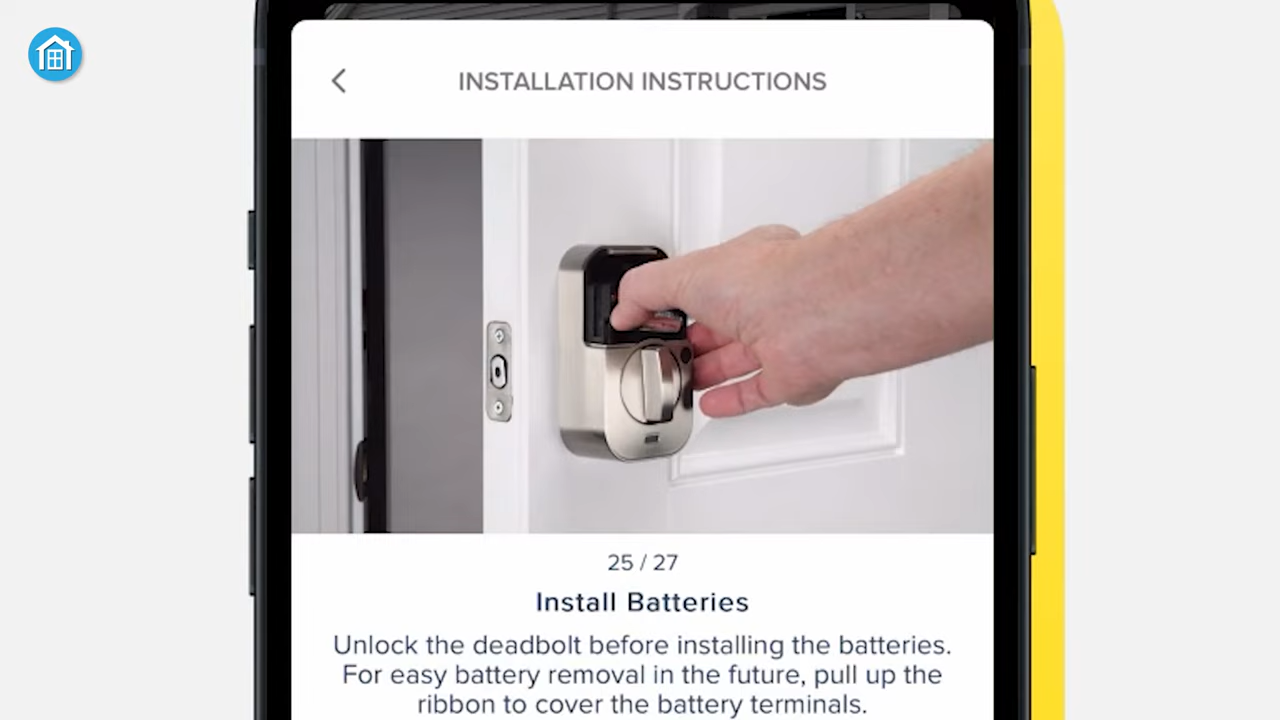 INSTALLATION INSTRUCTIONS
25 / 27
Install Batteries
Unlock the deadbolt before installing the batteries.
For easy battery removal in the future, pull up the
ribbon to cover the battery terminals.